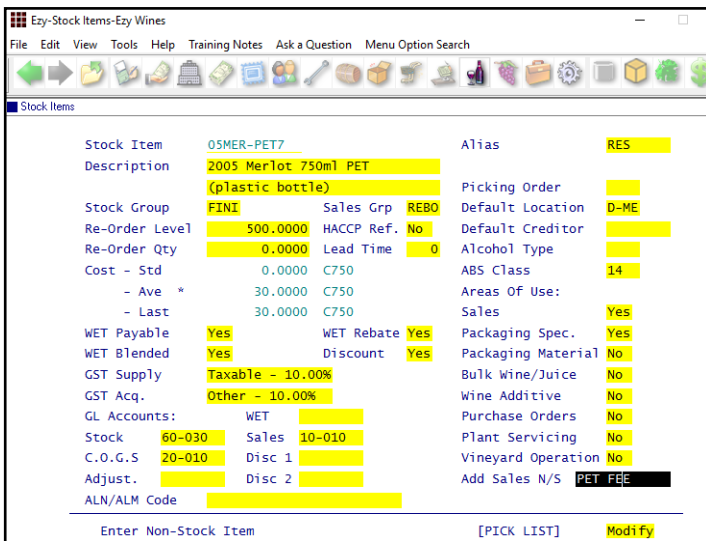 Ezy-Stock Items-Ezy Wines
File Edit View Tools Help Training Notes Ask a Question Menu Option Search
Stock Items
Stock Item 05MER-PET7 Alias RES
Description 2005 Merlot 750ml PET
(plastic bottle) Picking Order
Stock Group FINI Sales Grp REBO Default Location D-ME
Re-Order Level 500.0000 HACCP Ref. No Default Creditor
Re-Order Qty 0.0000 Lead Time 0 Alcohol Type
Cost - Std 0.0000 C750 ABS Class 14
- Ave * 30.0000 C750 Areas Of Use:
- Last 30.0000 C750 Sales Yes
WET Payable Yes WET Rebate Yes Packaging Spec. Yes
WET Blended Yes Discount Yes Packaging Material No
GST Supply Taxable - 10.00% Bulk Wine/Juice No
GST Acq. Other - 10.00% Wine Additive No
GL Accounts: WET Purchase Orders No
Stock 60-030 Sales 10-010 Plant Servicing No
C.O.G.S 20-010 Disc 1 Vineyard Operation No
Adjust. Disc 2 Add Sales N/S PET FEE
ALN/ALM Code
Enter Non-Stock Item [PICK LIST] Modify